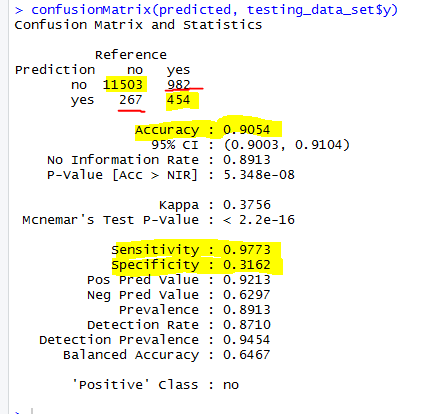 > confusionMatrix(predicted, testing_data_set$y)
Confusion Matrix and Statistics
Reference
Prediction no yes
no 11503 982
yes 267 454
Accuracy : 0.9054
95% CI : (0.9003, 0.9104)
No Information Rate : 0.8913
P-Value [Acc > NIR] : 5.348e-08
Kappa : 0.3756
Mcnemar's Test P-Value : < 2.2e-16
Sensitivity : 0.9773
Specificity : 0.3162
Pos Pred Value : 0.9213
Neg Pred Value : 0.6297
Prevalence : 0.8913
Detection Rate : 0.8710
Detection Prevalence : 0.9454
Balanced Accuracy : 0.6467
'Positive' Class : no
>